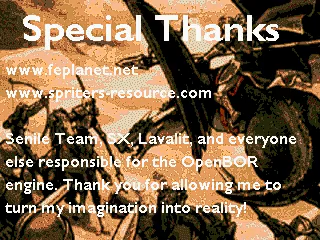 Special Thanks
www.feplanet.net
www.spriters-resource.com
Senile Team, SX, Lavalit, and everyone
else responsible for the OpenBOR
engine. Thank you for allowing me to
turn my imagination into reality!